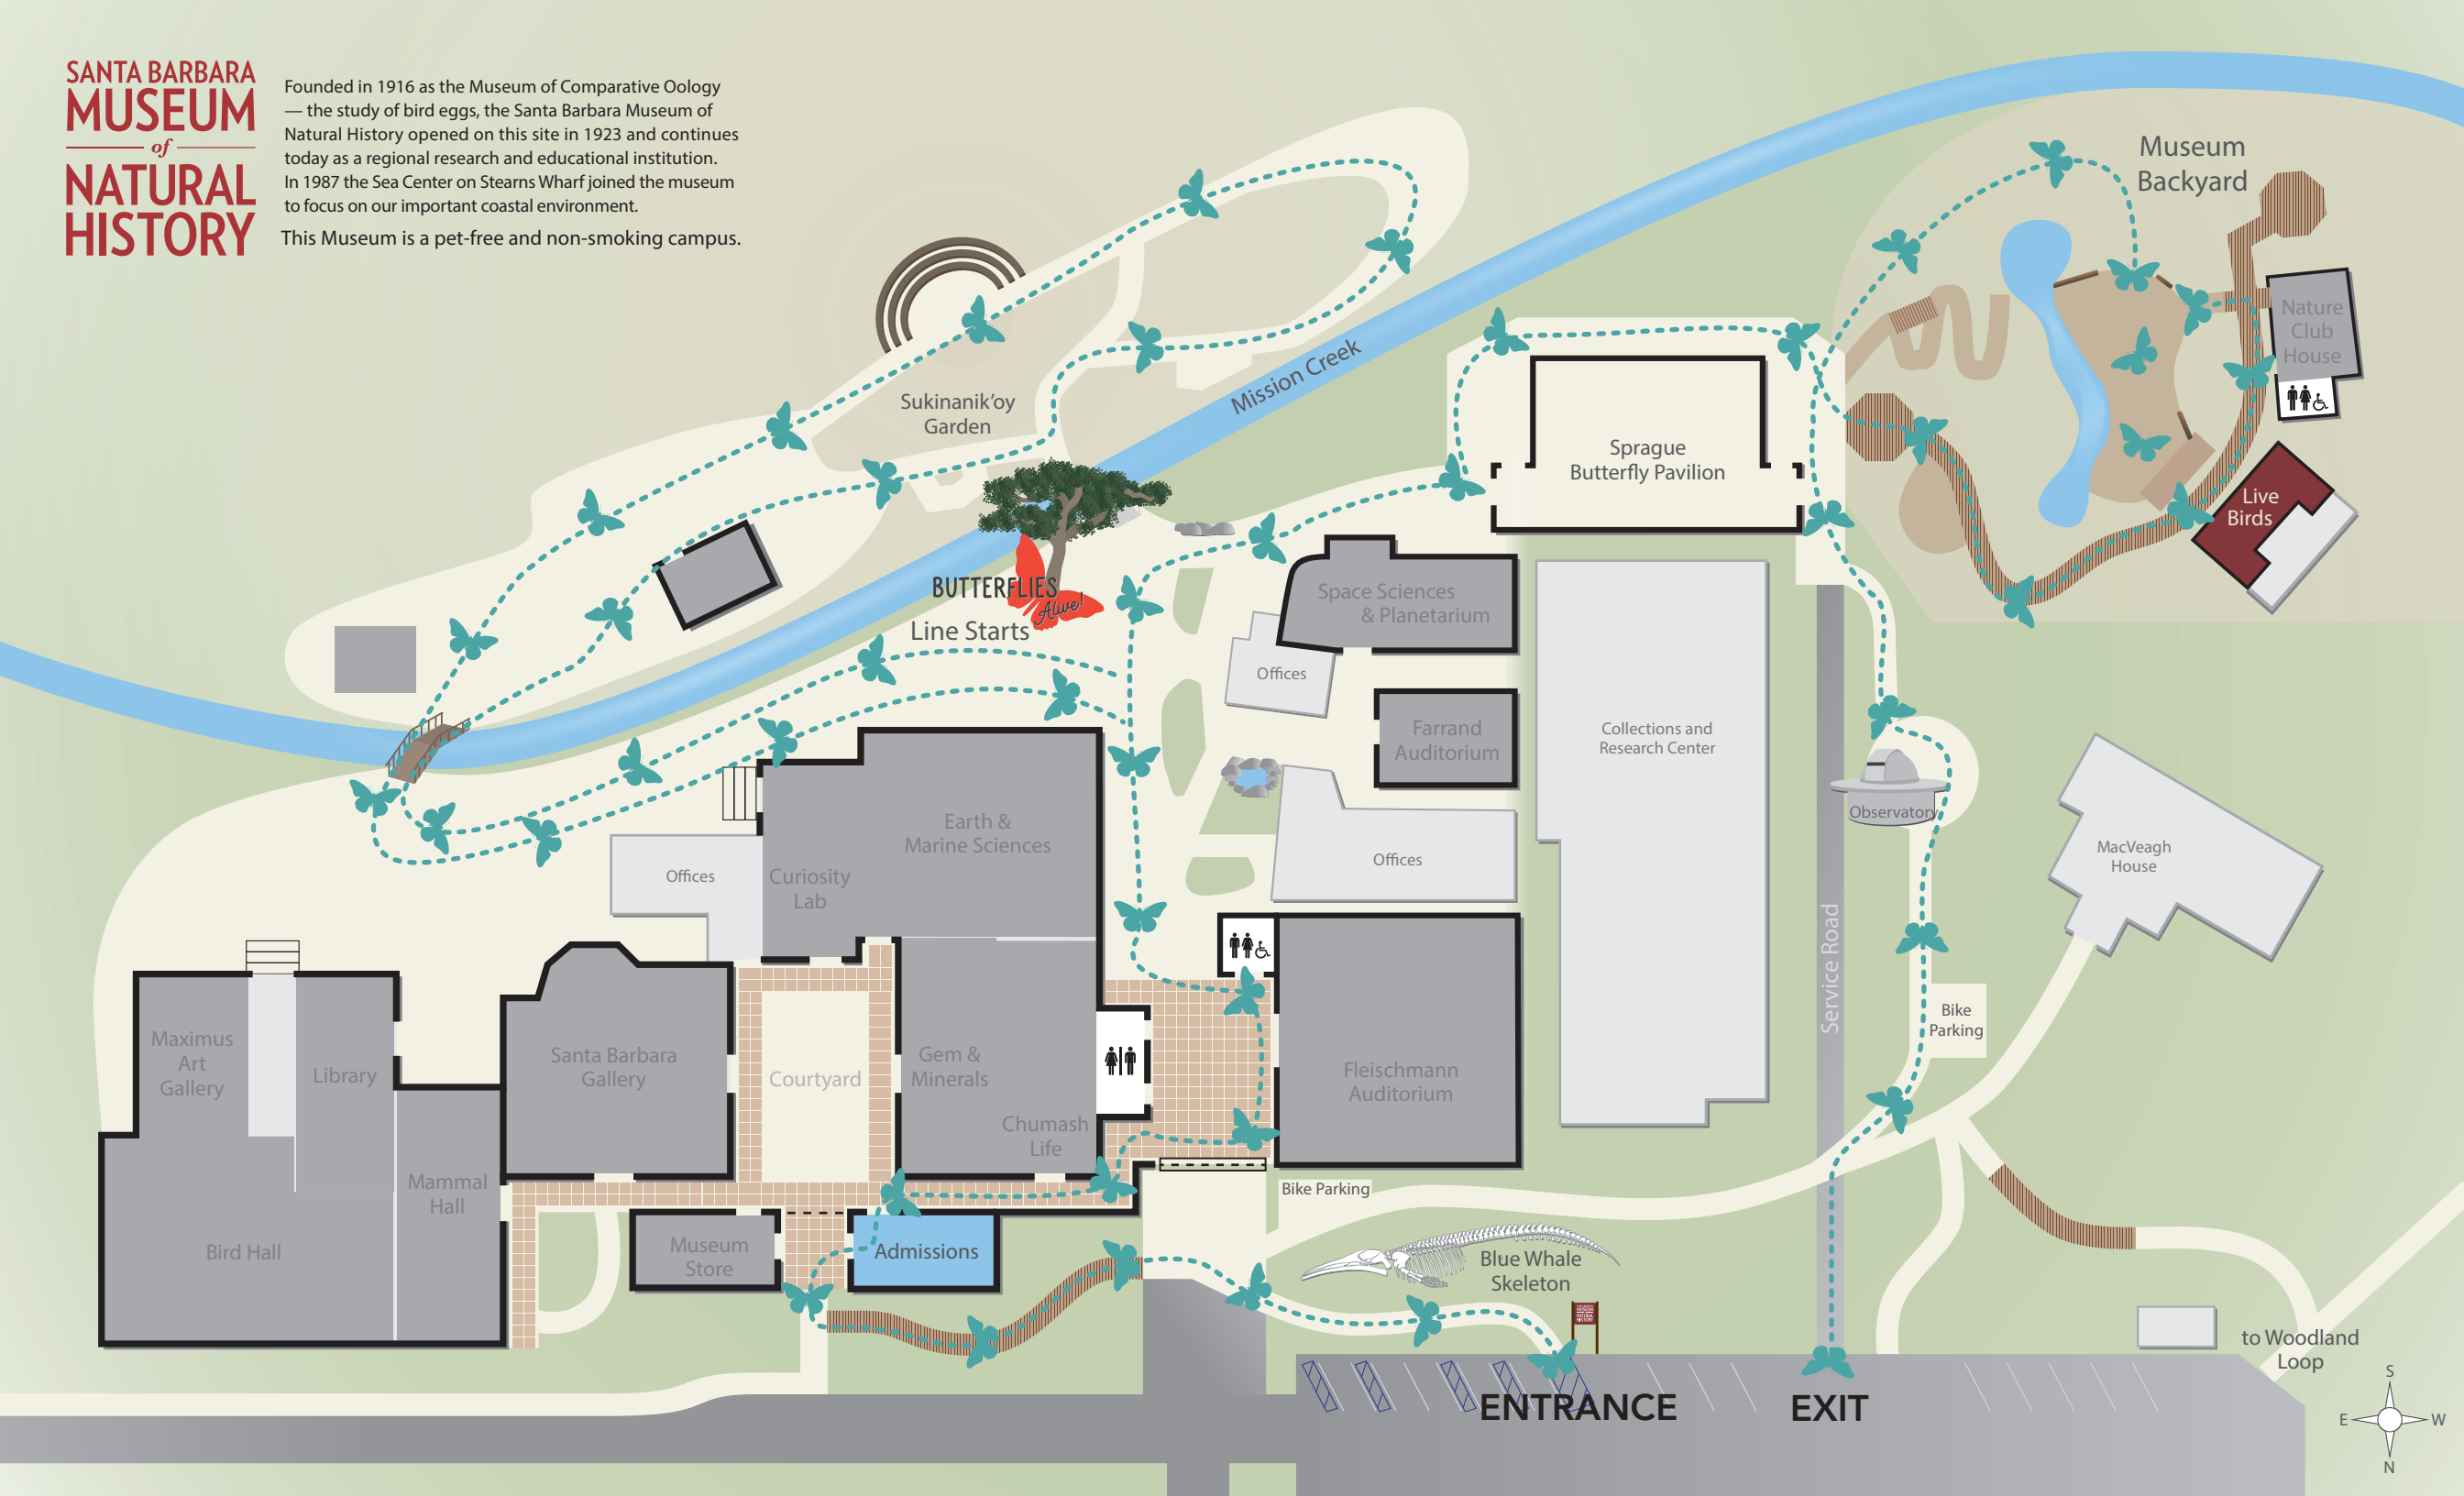 SANTA BARBARA
MUSEUM
of
NATURAL
HISTORY
Founded in 1916 as the Museum of Comparative Oology
— the study of bird eggs, the Santa Barbara Museum of
Natural History opened on this site in 1923 and continues
today as a regional research and educational institution.
In 1987 the Sea Center on Stearns Wharf joined the museum
to focus on our important coastal environment.
This Museum is a pet-free and non-smoking campus.
Museum
Backyard
Nature
Club
House
Mission Creek
Sukinanik'oy
Garden
Sprague
Butterfly Pavilion
Live
Birds
BUTTERFLIES
Alive!
Line Starts
Space Sciences
& Planetarium
Offices
Farrand
Auditorium
Collections and
Research Center
Observatory
MacVeagh
House
Earth &
Marine Sciences
Offices
Curiosity
Lab
Offices
Service Road
Bike
Parking
Maximus
Art
Gallery
Library
Santa Barbara
Gallery
Courtyard
Gem &
Minerals
Chumash
Life
Fleischmann
Auditorium
Mammal
Hall
Bird Hall
Museum
Store
Admissions
Bike Parking
Blue Whale
Skeleton
to Woodland
Loop
ENTRANCE
EXIT
S
E
W
N